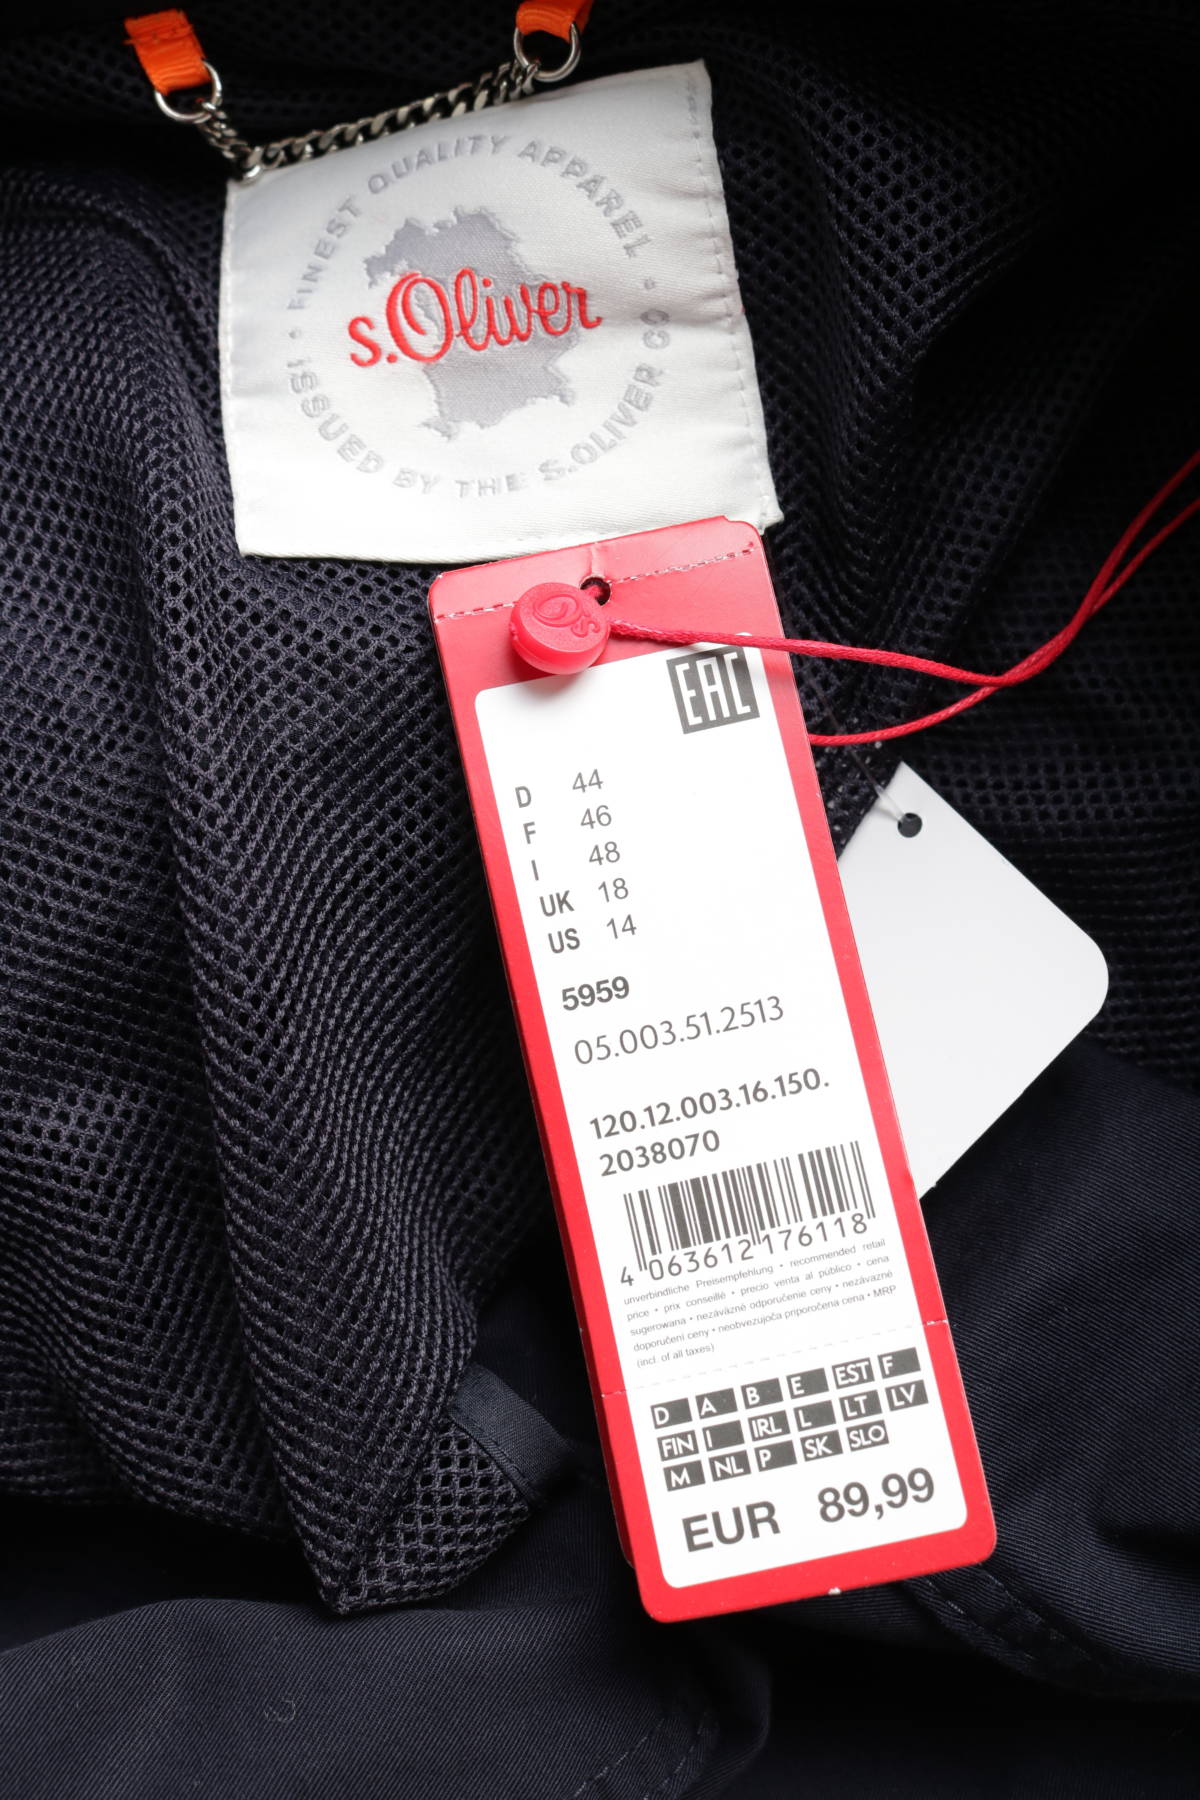 FINEST QUALITY APPAREL
s.Oliver
ISSUED BY THE S.OLIVER CO
Os
EAC
D 44
F 46
I 48
UK 18
US 14
5959
05.003.51.2513
120.12.003.16.150.
2038070
4 063612 176118
unverbindliche Preisempfehlung • recommended retail
price • prix conseillé • precio venta al público • cena
sugerowana • nezáväzné odporučenie ceny • nezávazné
doporučení ceny • neobvezujoča priporočena cena • MRP
(incl. of all taxes)
D A B E EST F
FIN I IRL L LT LV
M NL P SK SLO
EUR 89,99